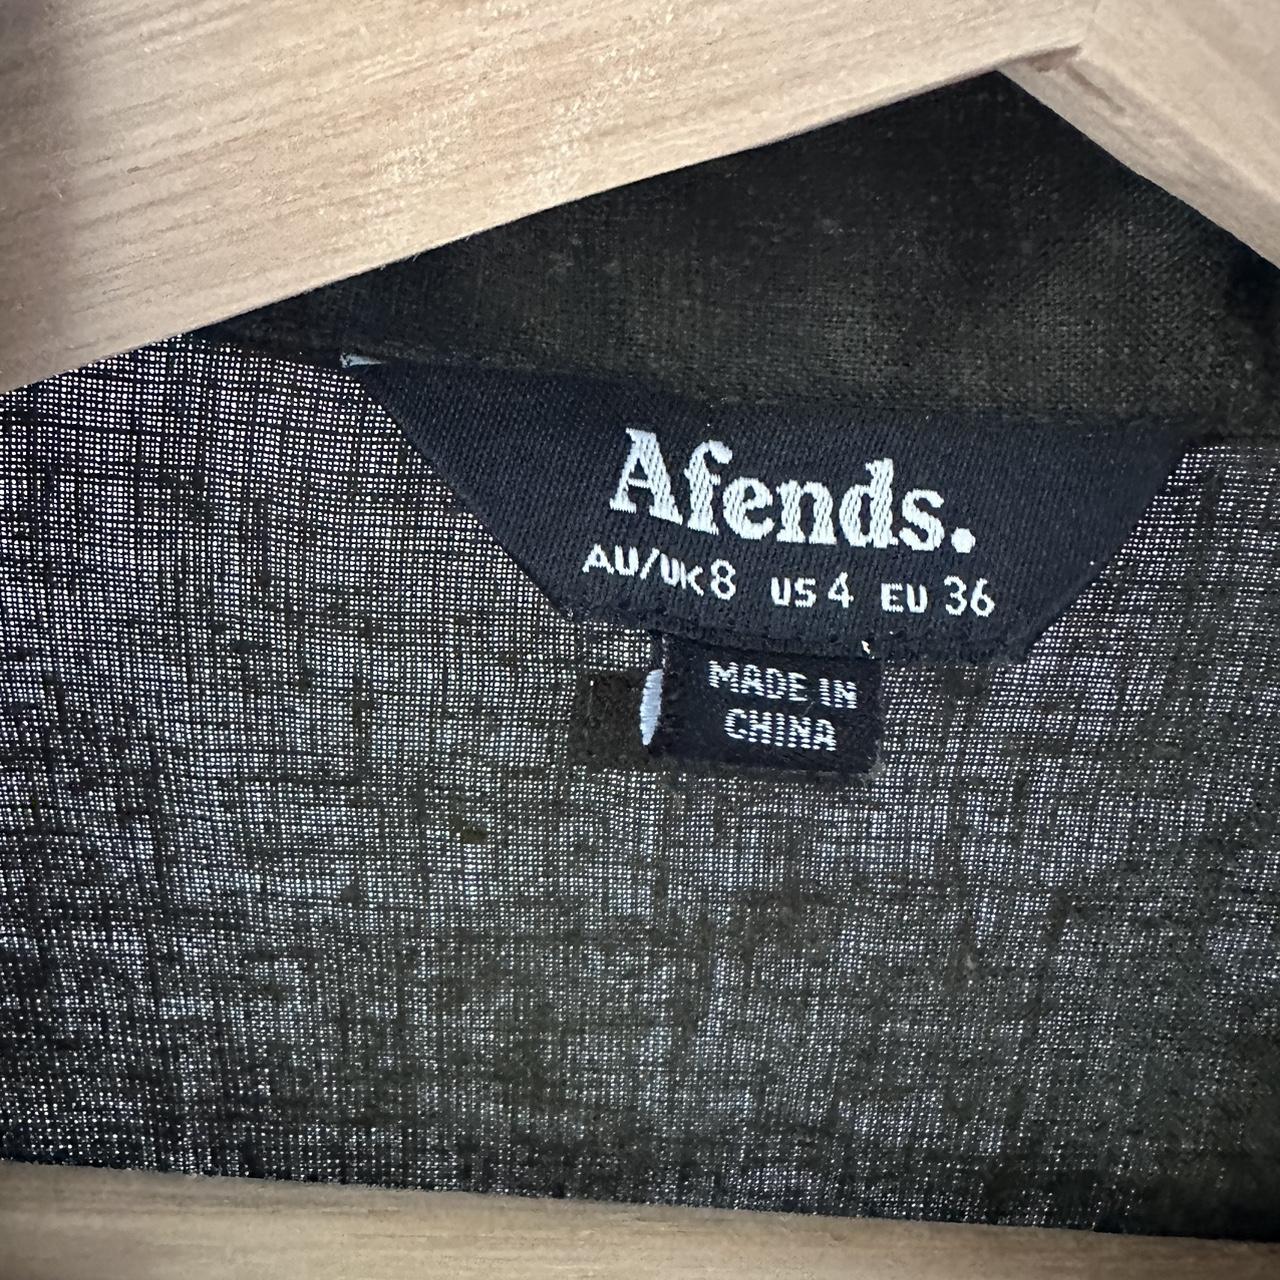 Afends.
AU/UK 8 US 4 EU 36
MADE IN
CHINA